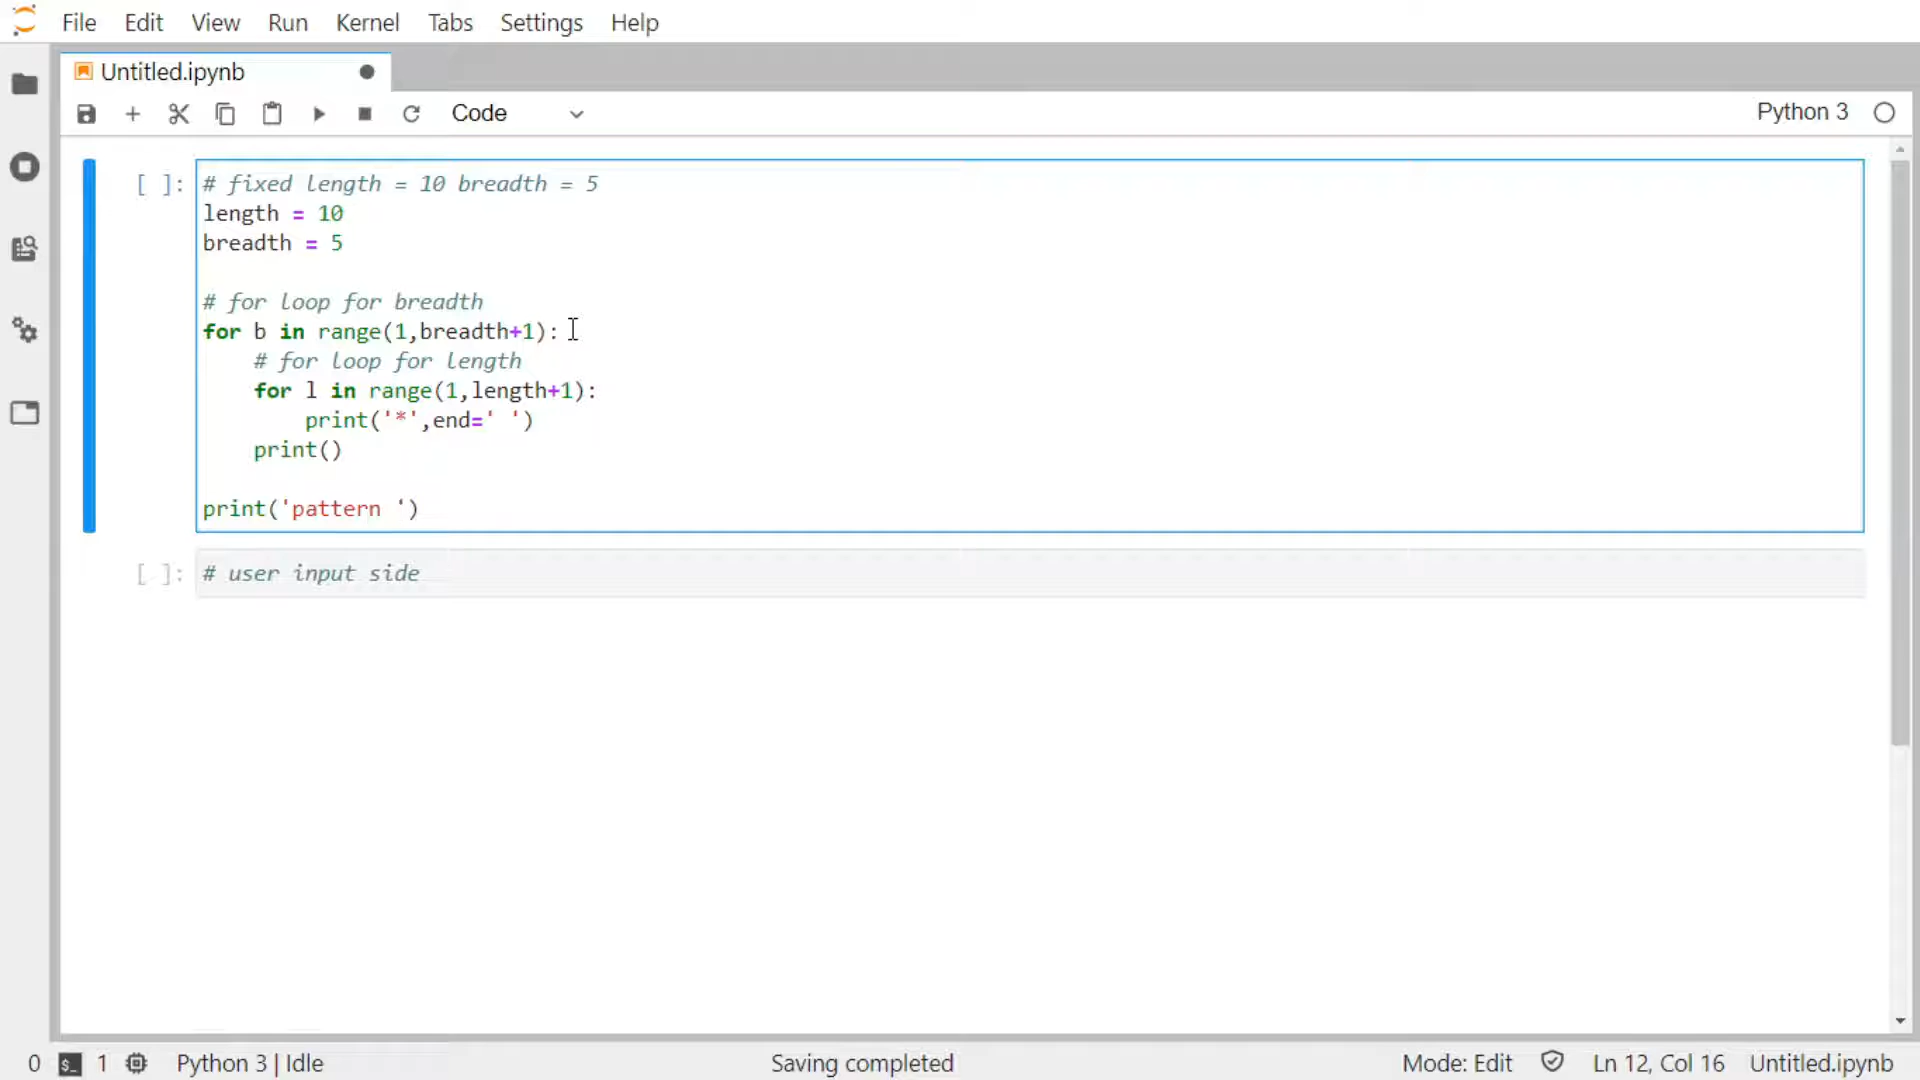 File Edit View Run Kernel Tabs Settings Help
Untitled.ipynb
Code
Python 3
[ ]: # fixed length = 10 breadth = 5
length = 10
breadth = 5
# for loop for breadth
for b in range(1,breadth+1):
    # for loop for length
    for l in range(1,length+1):
        print('*',end=' ')
    print()
print('pattern ')
[ ]: # user input side
0 $_ 1 Python 3 | Idle Saving completed Mode: Edit Ln 12, Col 16 Untitled.ipynb